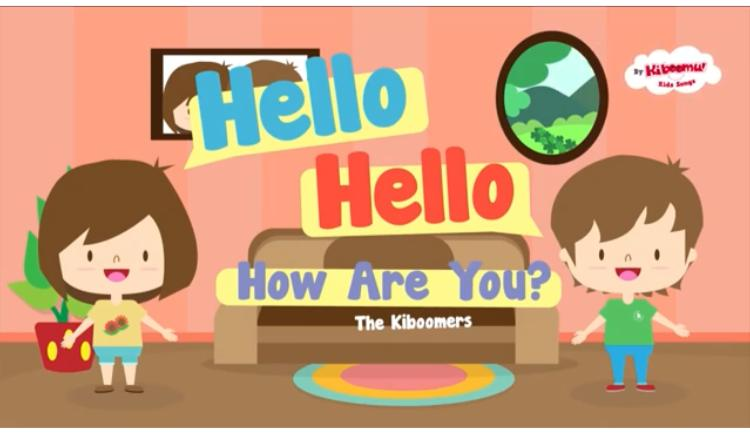 Hello
Hello
How Are You?
The Kiboomers
By Kiboomu!
Kids Songs